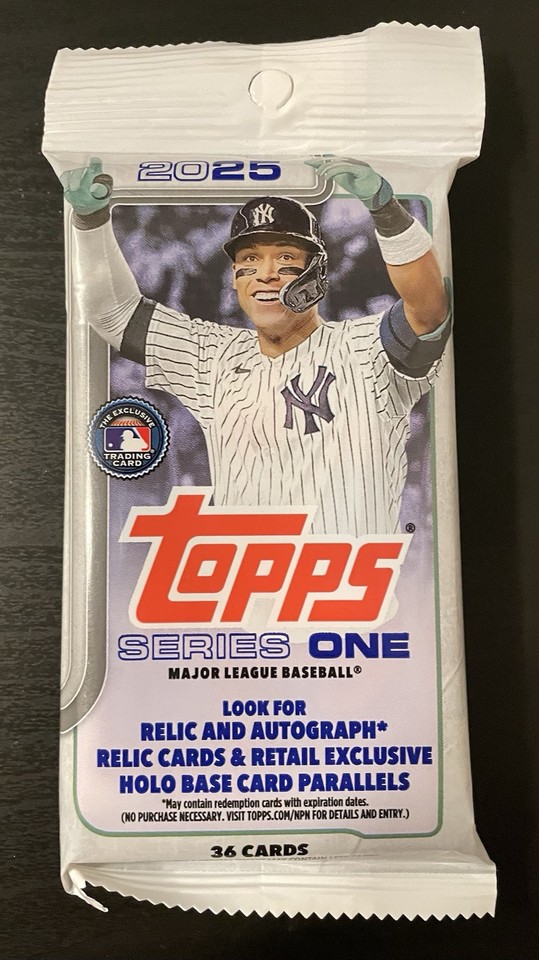 2025
NY
NY
THE EXCLUSIVE
TRADING
CARD
topps®
SERIES ONE
MAJOR LEAGUE BASEBALL®
LOOK FOR
RELIC AND AUTOGRAPH*
RELIC CARDS & RETAIL EXCLUSIVE
HOLO BASE CARD PARALLELS
*May contain redemption cards with expiration dates.
(NO PURCHASE NECESSARY. VISIT TOPPS.COM/NPN FOR DETAILS AND ENTRY.)
36 CARDS